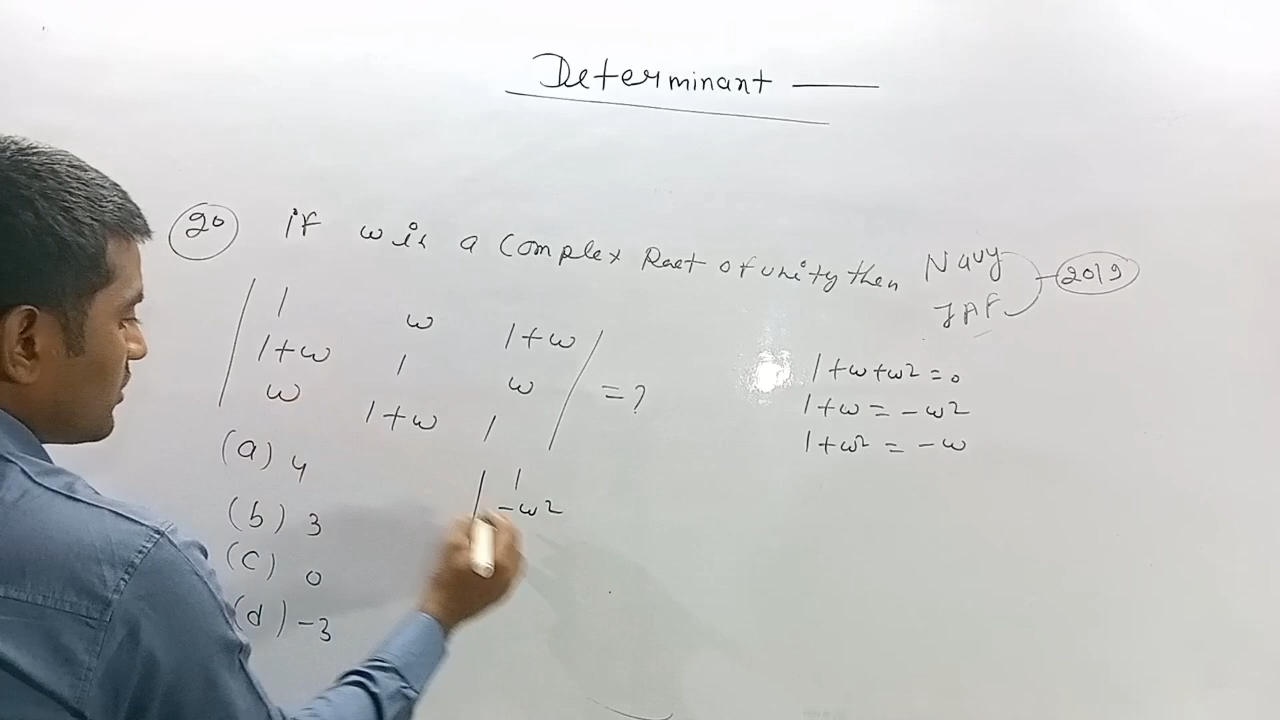 Determinant
20 If ω is a Complex Root of unity then Navy IAF 2019
| 1 ω 1+ω |
| 1+ω 1 ω | = ?
| ω 1+ω 1 |
1+ω+ω² = 0
1+ω = -ω²
1+ω² = -ω
(a) 4
(b) 3
(c) 0
(d) -3
| 1
-ω²